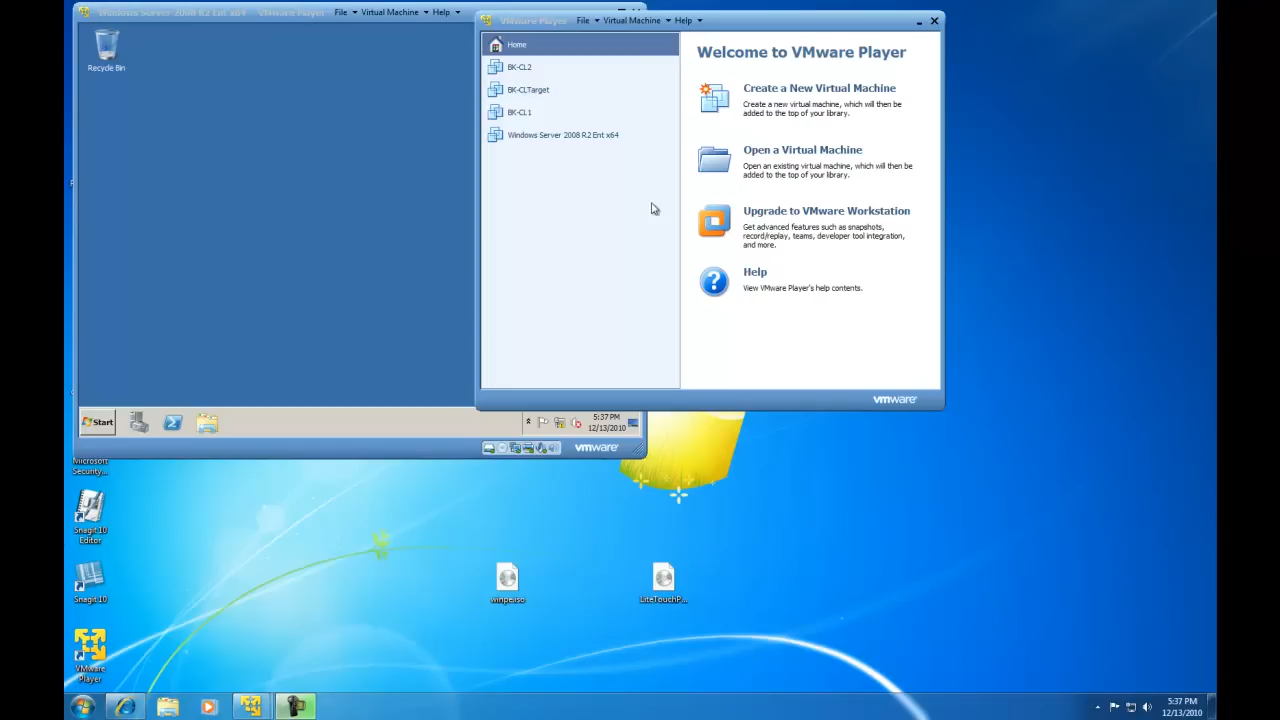 Windows Server 2008 R2 Ent x64 VMware Player File Virtual Machine Help
Recycle Bin
Start
5:37 PM
12/13/2010
vmware
VMware Player File Virtual Machine Help
Home
BK-CL2
BK-CLTarget
BK-CL1
Windows Server 2008 R2 Ent x64
Welcome to VMware Player
Create a New Virtual Machine
Create a new virtual machine, which will then be
added to the top of your library.
Open a Virtual Machine
Open an existing virtual machine, which will then be
added to the top of your library.
Upgrade to VMware Workstation
Get advanced features such as snapshots,
record/replay, teams, developer tool integration,
and more.
Help
View VMware Player's help contents.
vmware
Microsoft
Security...
Snagit 10
Editor
Snagit 10
VMware
Player
winpe.iso
LiteTouchP...
5:37 PM
12/13/2010